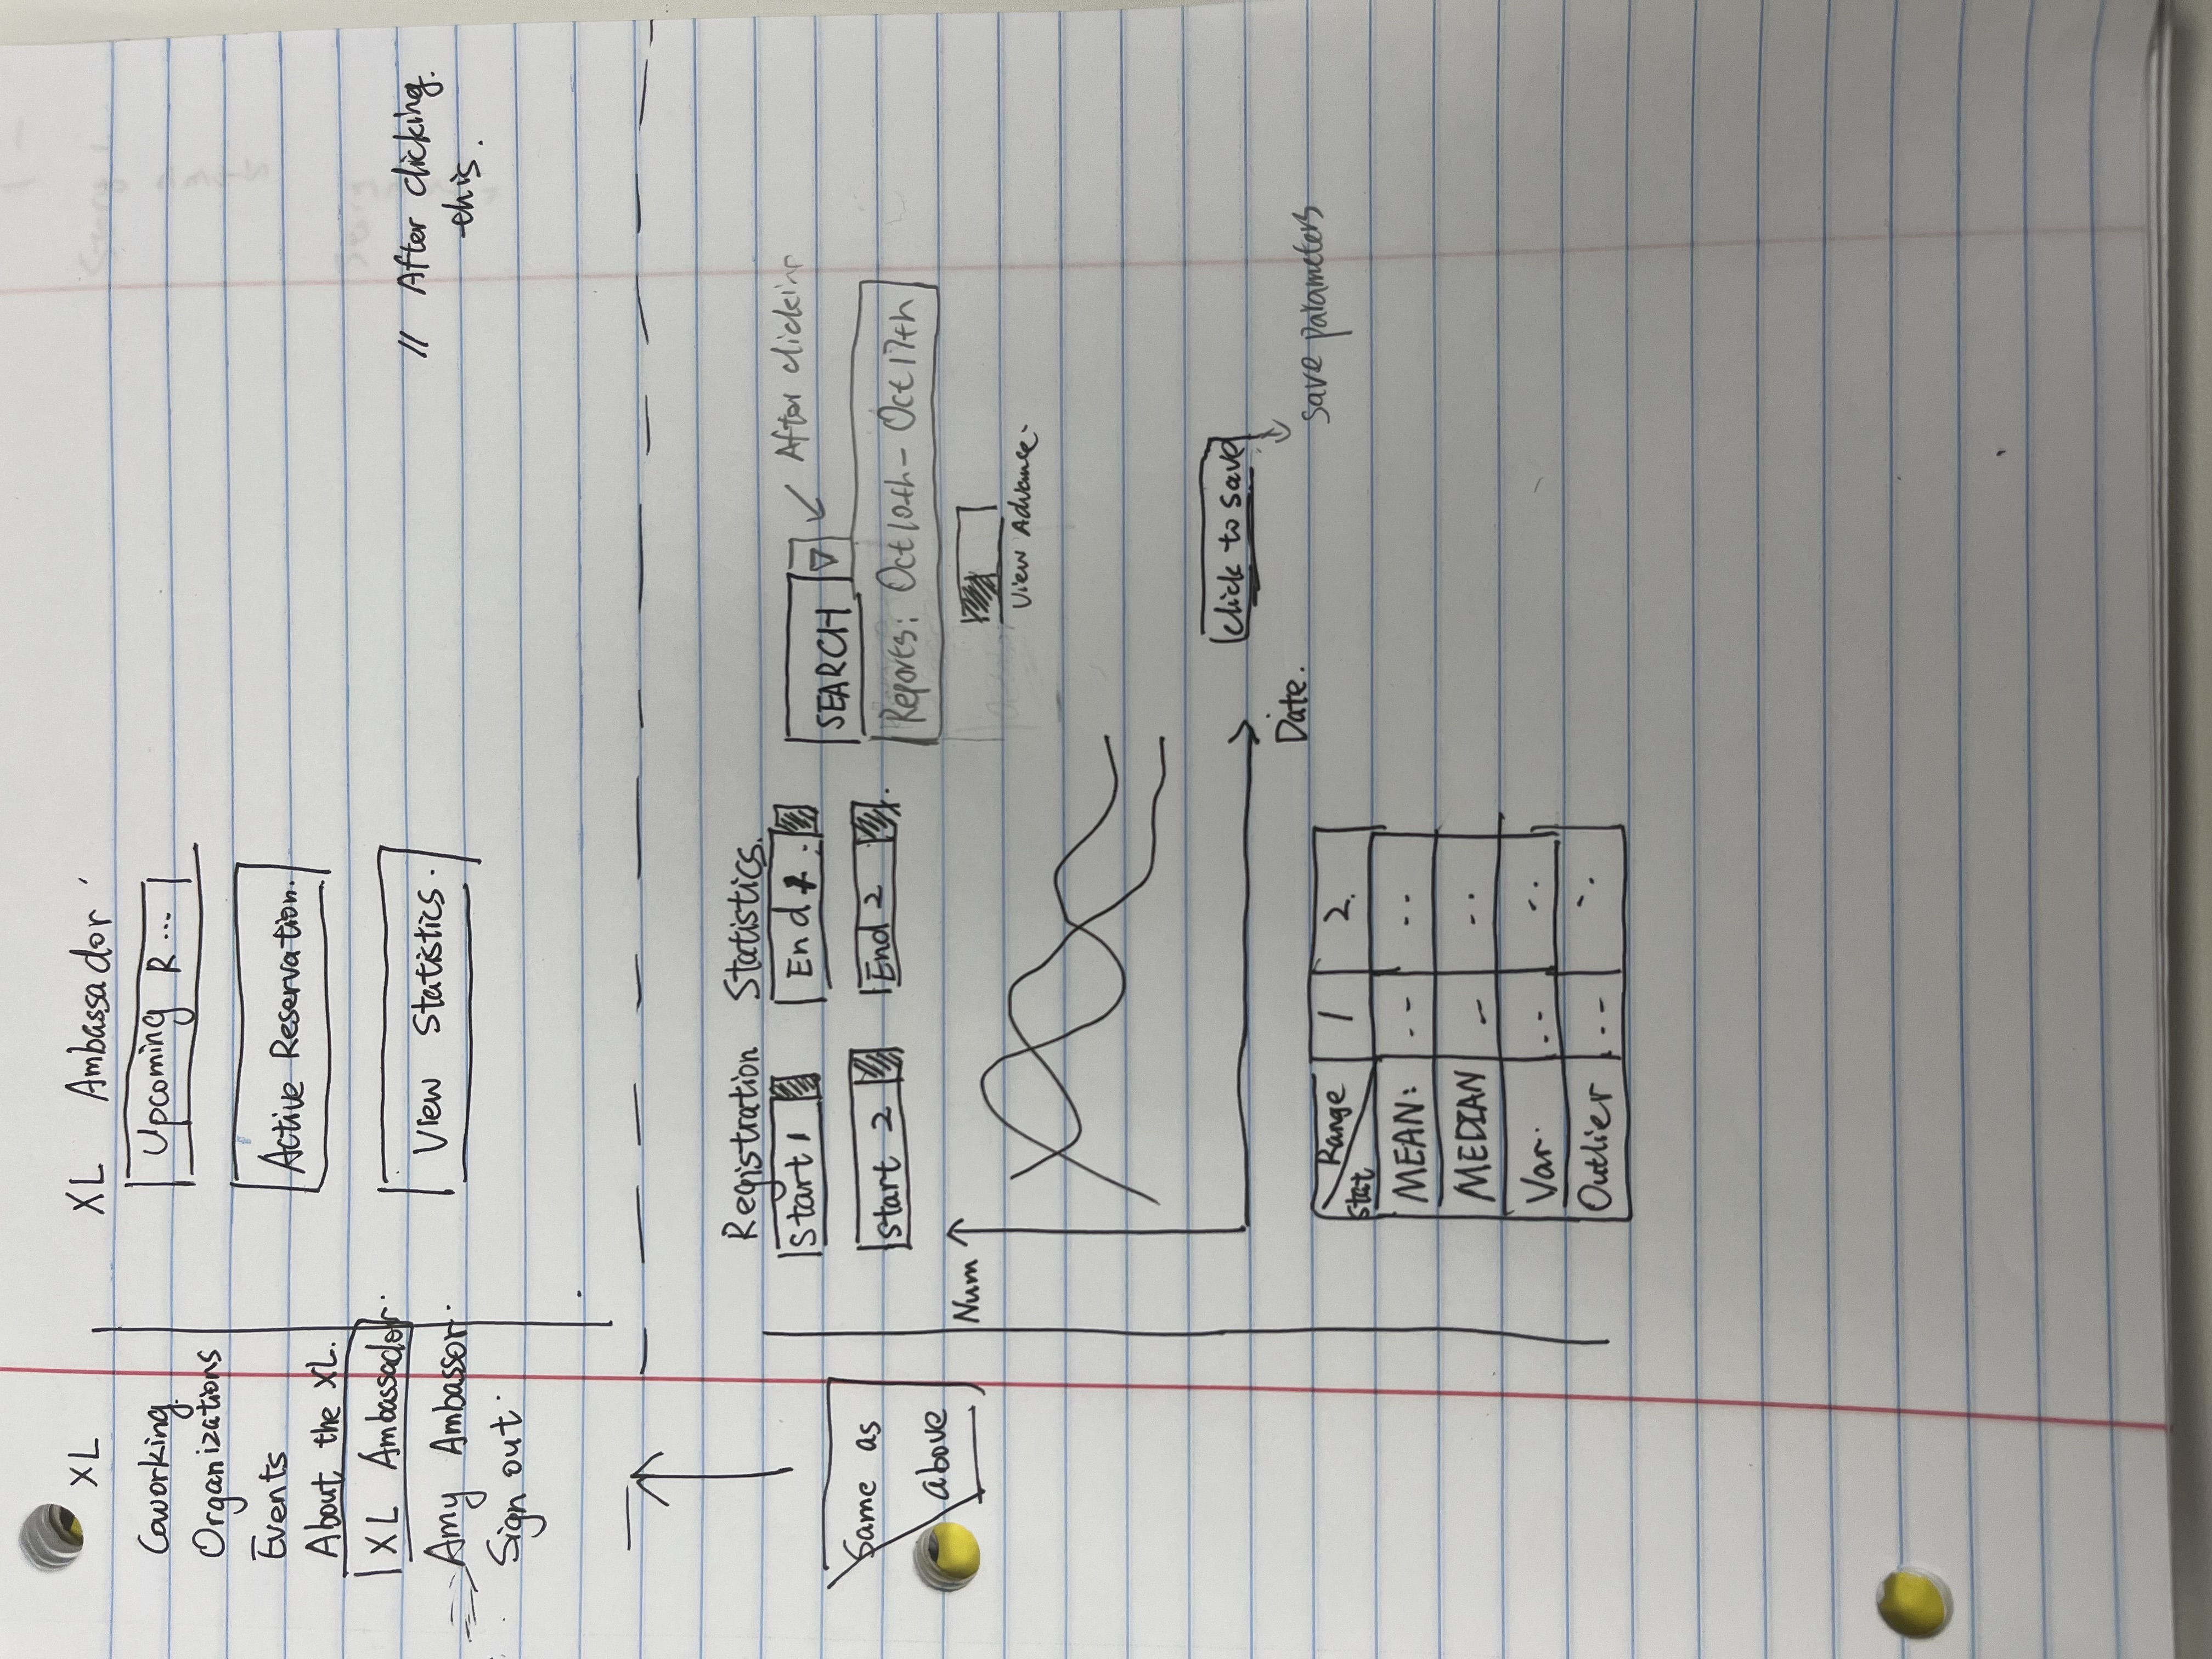 XL
Coworking
Organizations
Events
About the XL.
XL Ambassador.
Amy Ambassor.
Sign out.
XL Ambassador
Upcoming R ...
Active Reservation.
View Statistics.
// After clicking
this.
Same as
above
Registration Statistics.
Start 1
End 1.
SEARCH
After clickin
Start 2
End 2
Reports: Oct 10th - Oct 17th
View Advance.
Num
Date.
click to save
save parameters
Range
Stat
1
2.
MEAN: -- --
MEDIAN - --
Var. -- --
Outlier -- --